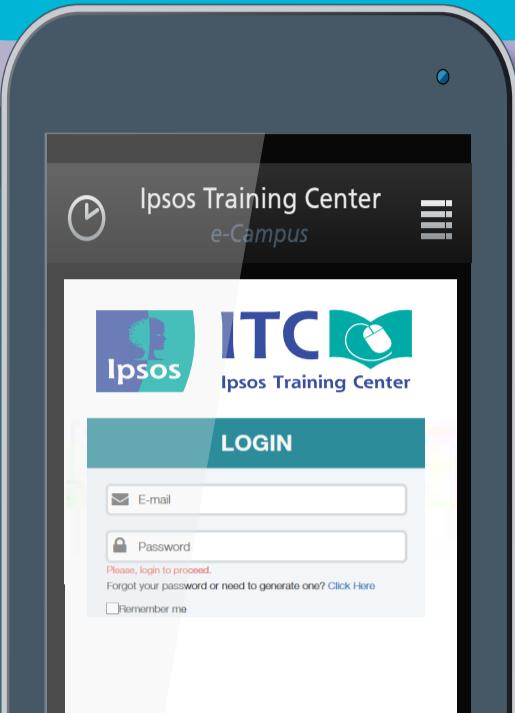 Ipsos Training Center
e-Campus
Ipsos
ITC
Ipsos Training Center
LOGIN
E-mail
Password
Please, login to proceed.
Forgot your password or need to generate one? Click Here
Remember me